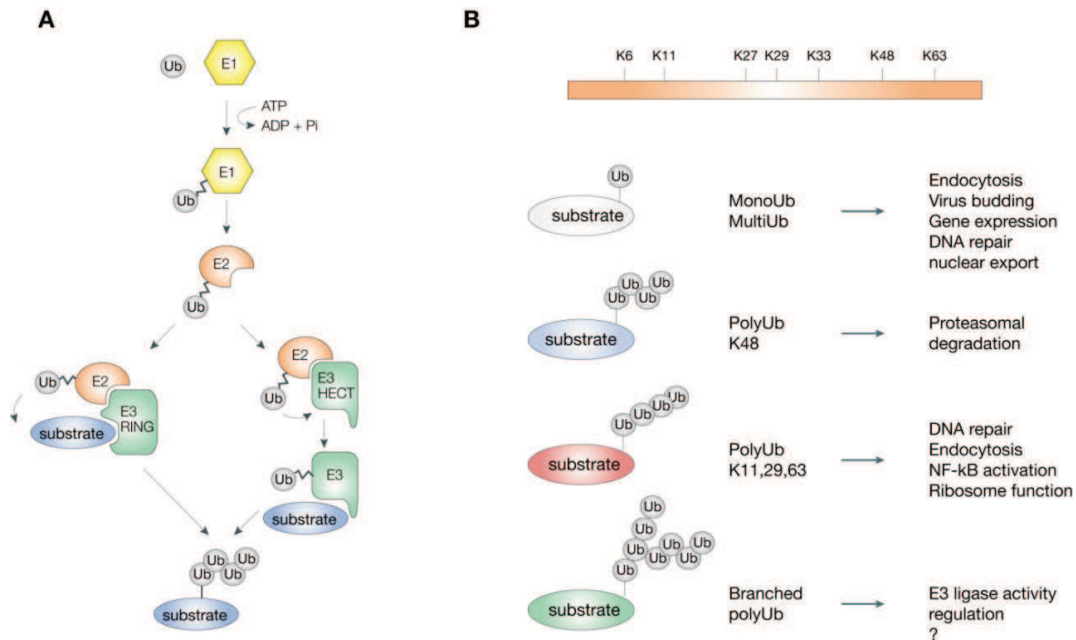 A
Ub
E1
ATP
ADP + Pi
E1
Ub
E2
Ub
Ub
E2
E3
RING
substrate
E2
E3
HECT
Ub
Ub
E3
substrate
Ub
Ub
Ub
Ub
substrate
B
K6 K11 K27 K29 K33 K48 K63
Ub
substrate
MonoUb
MultiUb
Endocytosis
Virus budding
Gene expression
DNA repair
nuclear export
Ub
Ub
Ub
Ub
substrate
PolyUb
K48
Proteasomal
degradation
Ub
Ub
Ub
Ub
substrate
PolyUb
K11,29,63
DNA repair
Endocytosis
NF-kB activation
Ribosome function
Ub
Ub
Ub
Ub
Ub
Ub
Ub
Ub
substrate
Branched
polyUb
E3 ligase activity
regulation
?